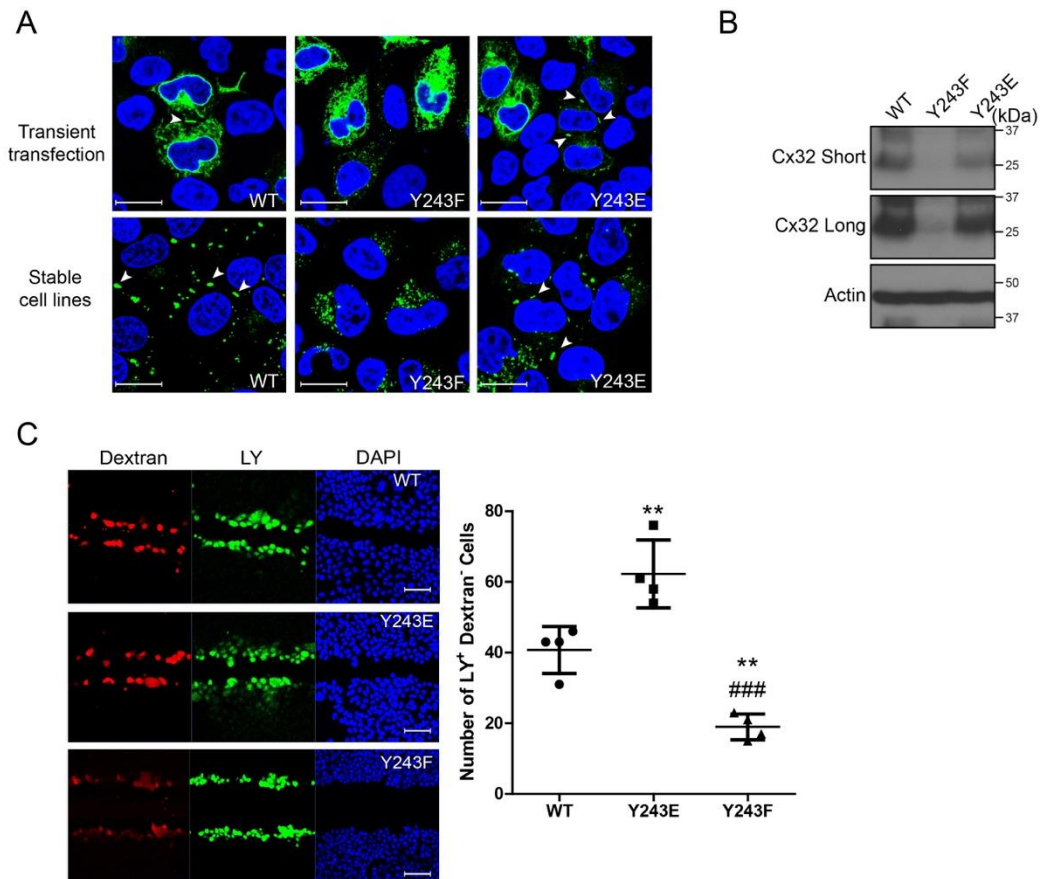 A
Transient
transfection
WT
Y243F
Y243E
Stable
cell lines
WT
Y243F
Y243E
B
WT
Y243F
Y243E
(kDa)
Cx32 Short
37
25
Cx32 Long
37
25
Actin
50
37
C
Dextran
LY
DAPI
WT
Y243E
Y243F
Number of LY⁺ Dextran⁻ Cells
80
60
40
20
0
**
**
###
WT
Y243E
Y243F